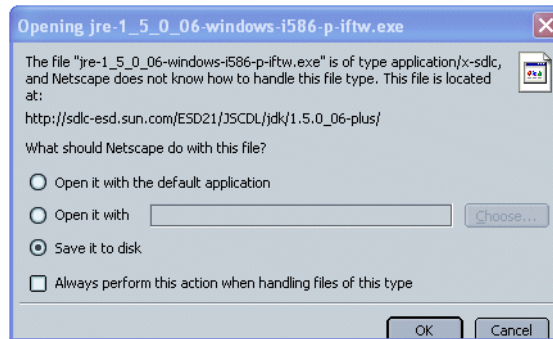 Opening jre-1_5_0_06-windows-i586-p-iftw.exe
The file "jre-1_5_0_06-windows-i586-p-iftw.exe" is of type application/x-sdlc,
and Netscape does not know how to handle this file type. This file is located
at:
http://sdlc-esd.sun.com/ESD21/JSCDL/jdk/1.5.0_06-plus/
What should Netscape do with this file?
Open it with the default application
Open it with
Choose...
Save it to disk
Always perform this action when handling files of this type
OK
Cancel